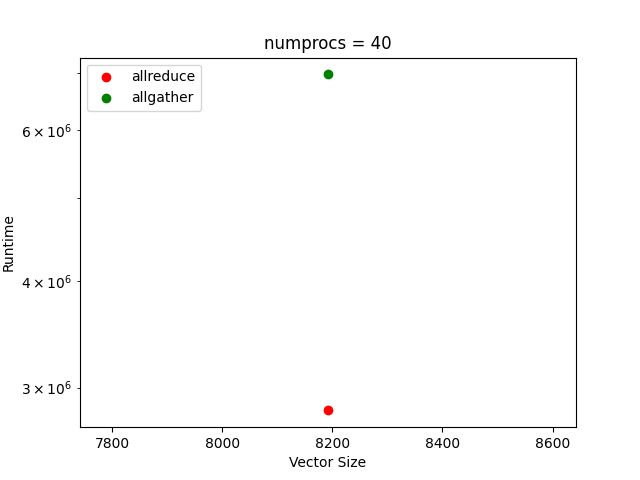 numprocs = 40
allreduce
allgather
6 × 10⁶
4 × 10⁶
3 × 10⁶
Runtime
7800 8000 8200 8400 8600
Vector Size